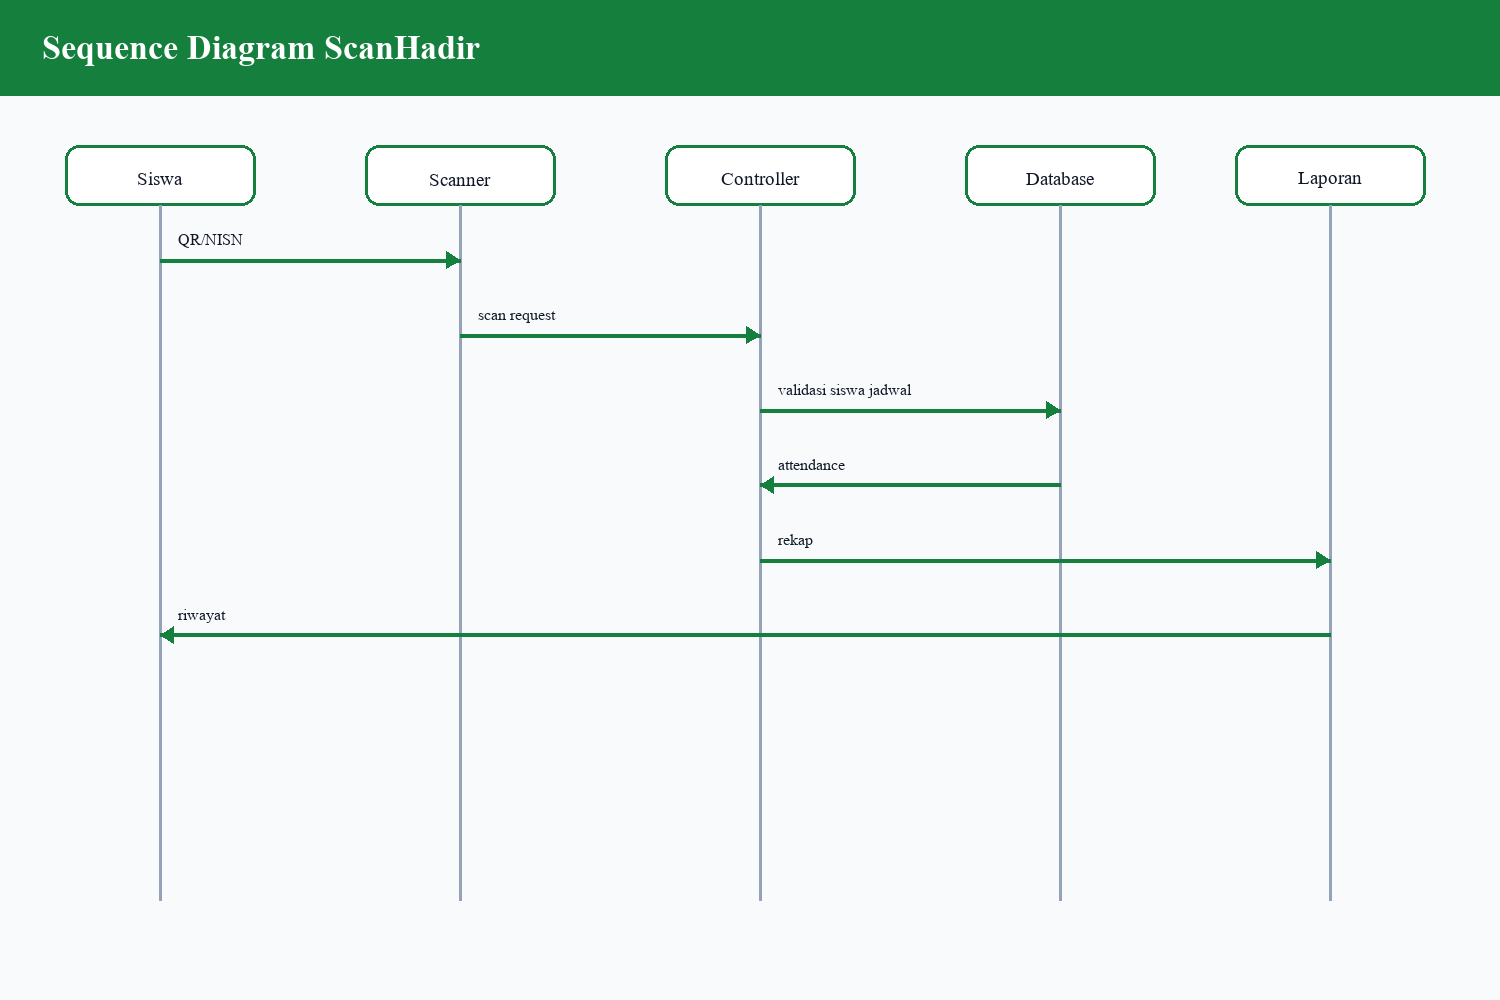 Sequence Diagram ScanHadir
Siswa
Scanner
Controller
Database
Laporan
QR/NISN
scan request
validasi siswa jadwal
attendance
rekap
riwayat